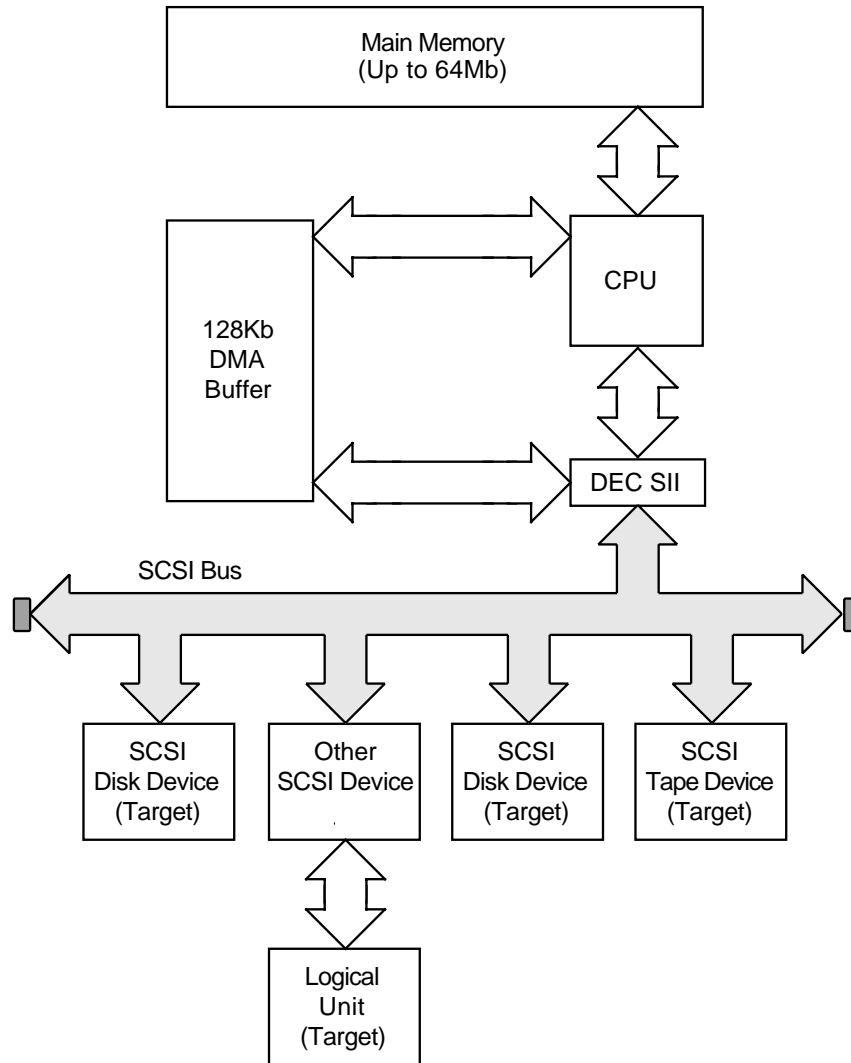 Main Memory
(Up to 64Mb)
CPU
128Kb
DMA
Buffer
DEC SII
SCSI Bus
SCSI
Disk Device
(Target)
Other
SCSI Device
SCSI
Disk Device
(Target)
SCSI
Tape Device
(Target)
Logical
Unit
(Target)